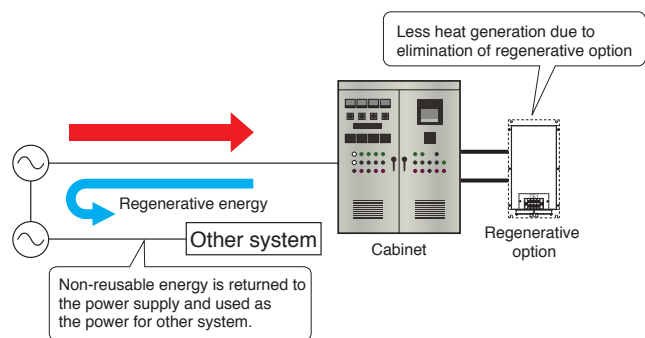 Less heat generation due to
elimination of regenerative option
Regenerative energy
Other system
Cabinet
Regenerative
option
Non-reusable energy is returned to
the power supply and used as
the power for other system.